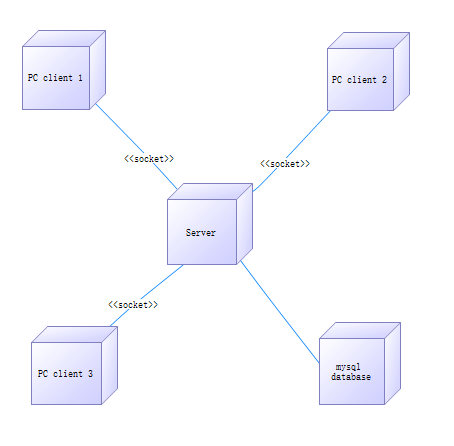 PC client 1
PC client 2
<<socket>>
<<socket>>
Server
<<socket>>
PC client 3
mysql
database